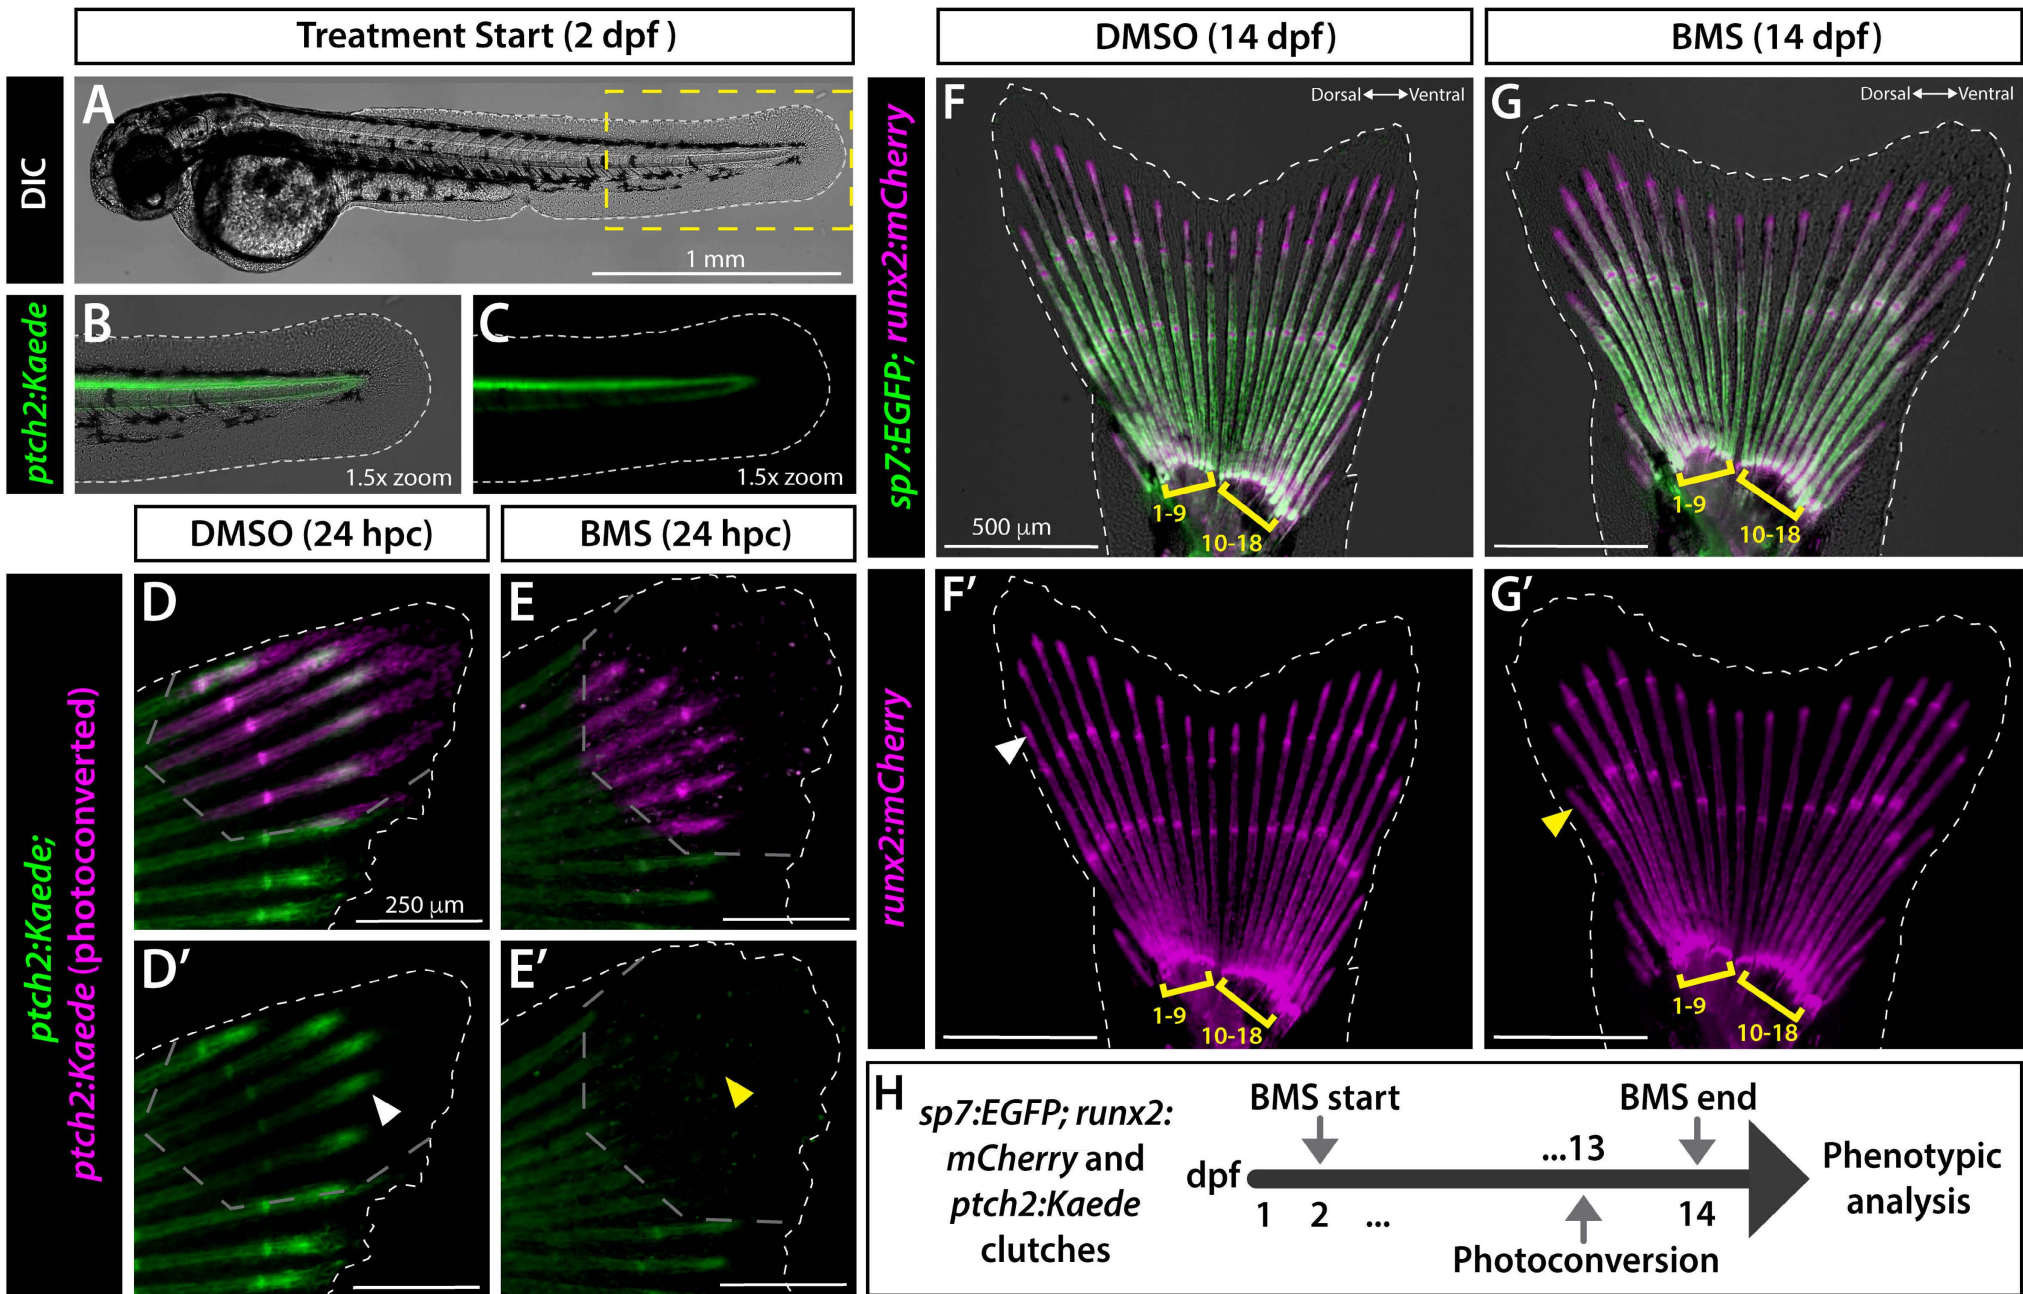 Treatment Start (2 dpf )
DIC
A
1 mm
ptch2:Kaede
B
1.5x zoom
C
1.5x zoom
DMSO (24 hpc)
BMS (24 hpc)
ptch2:Kaede;
ptch2:Kaede (photoconverted)
D
250 μm
E
D’
E’
DMSO (14 dpf)
BMS (14 dpf)
sp7:EGFP; runx2:mCherry
F
Dorsal Ventral
1-9
10-18
500 μm
G
Dorsal Ventral
1-9
10-18
runx2:mCherry
F’
1-9
10-18
G’
1-9
10-18
H
sp7:EGFP; runx2:
mCherry and
ptch2:Kaede
clutches
BMS start
BMS end
...13
dpf
1 2 ... 14
Photoconversion
Phenotypic
analysis